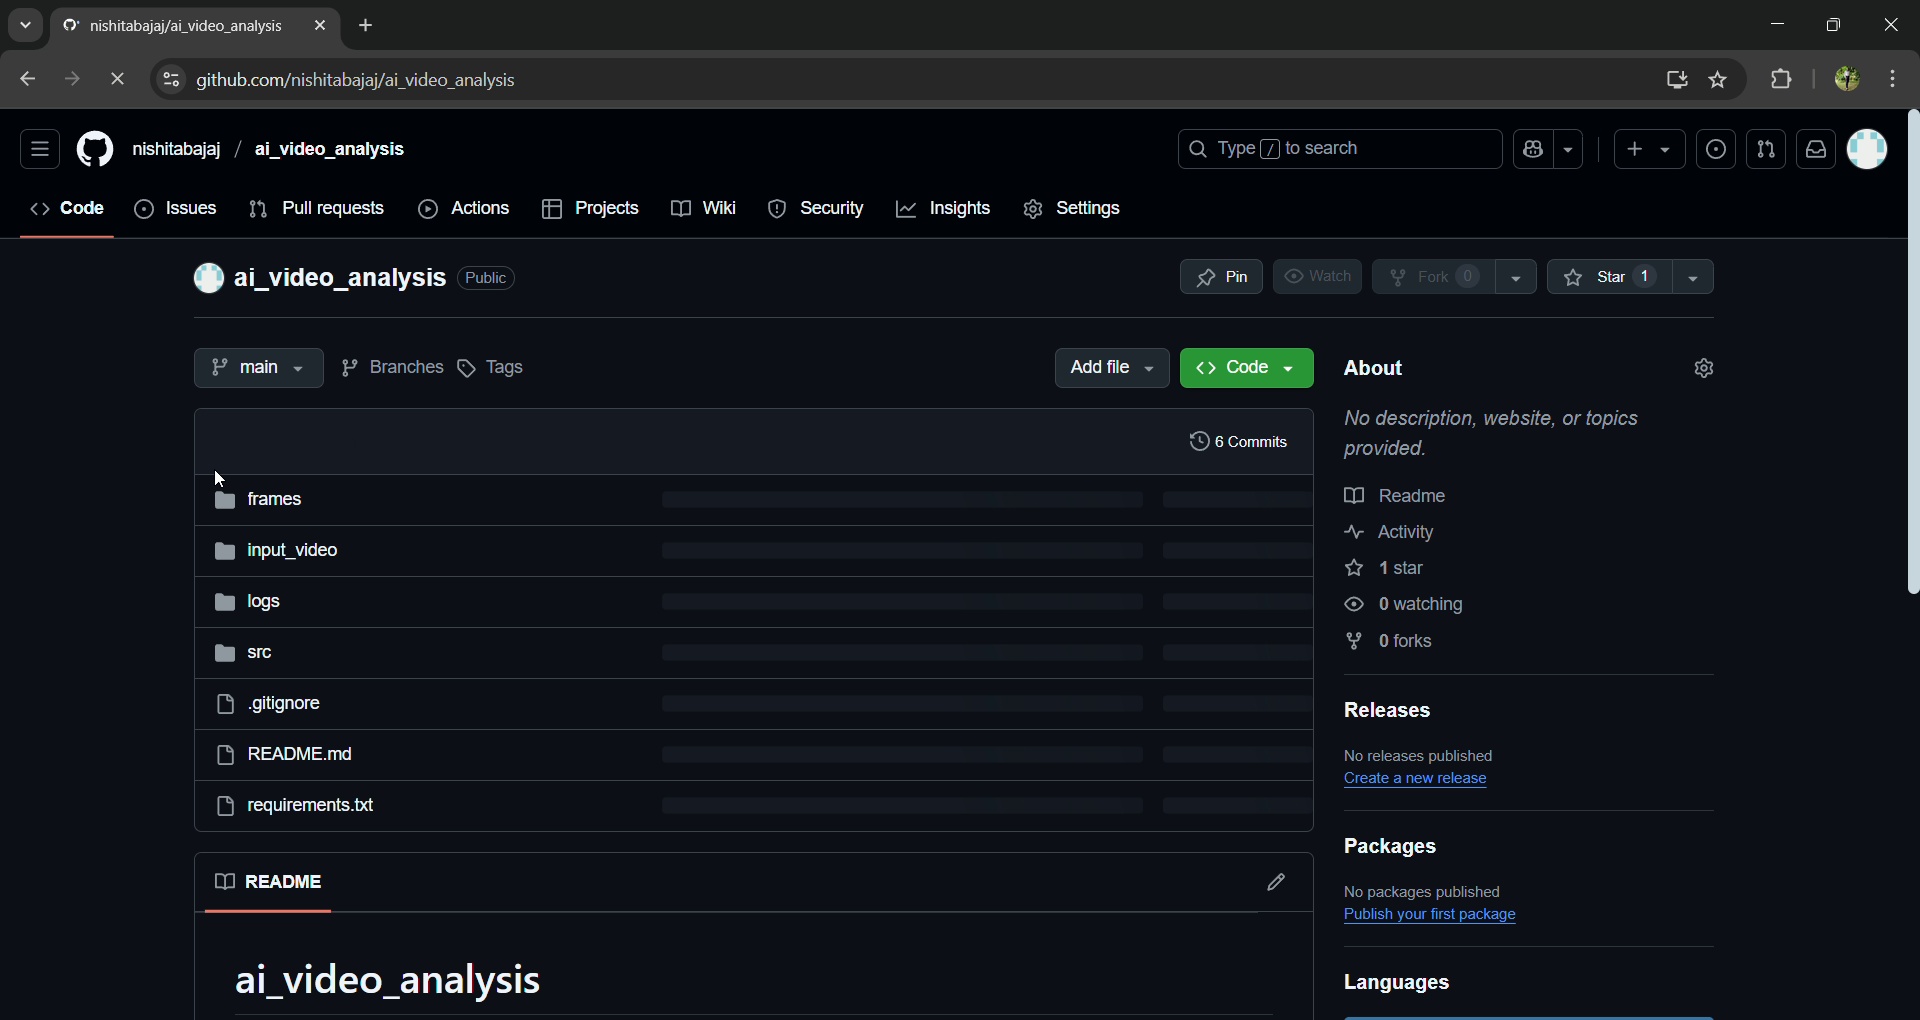 nishitabajaj/ai_video_analysis
github.com/nishitabajaj/ai_video_analysis
nishitabajaj / ai_video_analysis
Type / to search
Code Issues Pull requests Actions Projects Wiki Security Insights Settings
ai_video_analysis Public
Pin Watch Fork 0 Star 1
main Branches Tags Add file Code
6 Commits
frames
input_video
logs
src
.gitignore
README.md
requirements.txt
README
ai_video_analysis
About
No description, website, or topics
provided.
Readme
Activity
1 star
0 watching
0 forks
Releases
No releases published
Create a new release
Packages
No packages published
Publish your first package
Languages